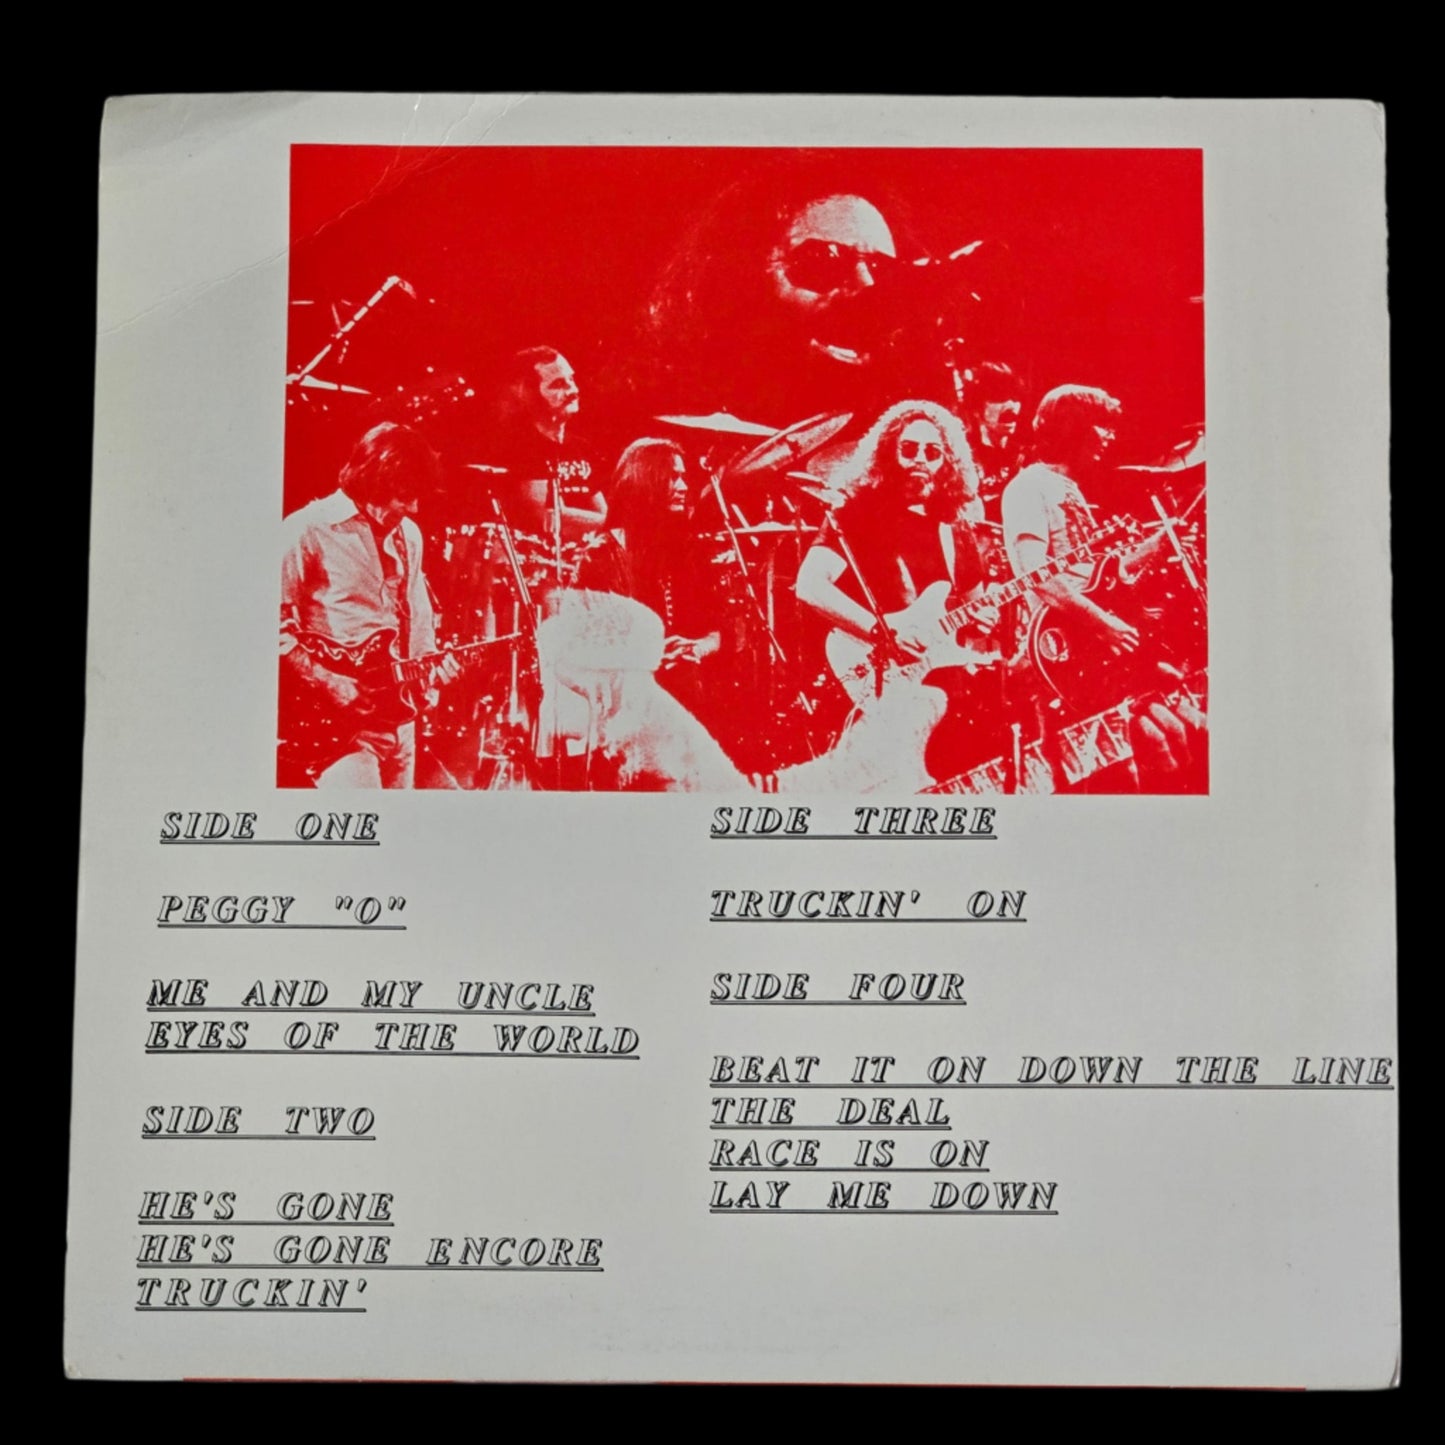 SIDE ONE
PEGGY "O"
ME AND MY UNCLE
EYES OF THE WORLD
SIDE TWO
HE'S GONE
HE'S GONE ENCORE
TRUCKIN'
SIDE THREE
TRUCKIN' ON
SIDE FOUR
BEAT IT ON DOWN THE LINE
THE DEAL
RACE IS ON
LAY ME DOWN